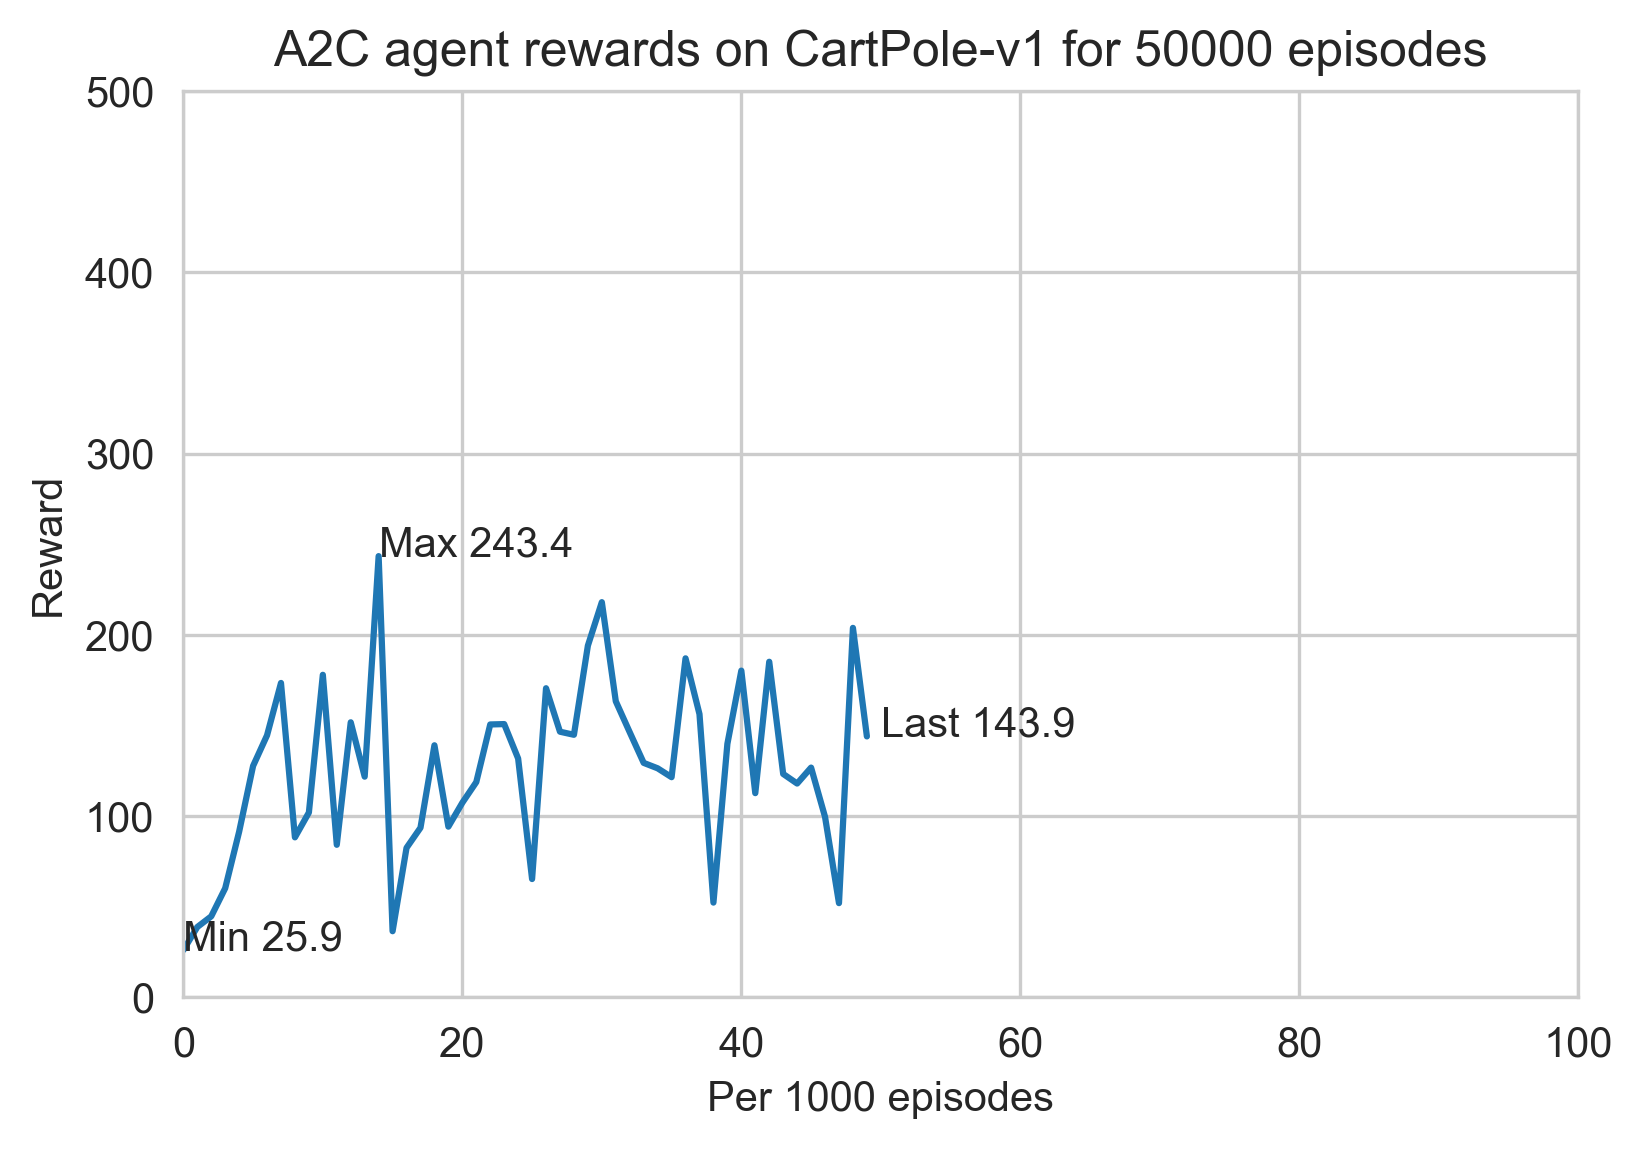 A2C agent rewards on CartPole-v1 for 50000 episodes
500
400
300
200
100
0
Reward
Max 243.4
Last 143.9
Min 25.9
0 20 40 60 80 100
Per 1000 episodes